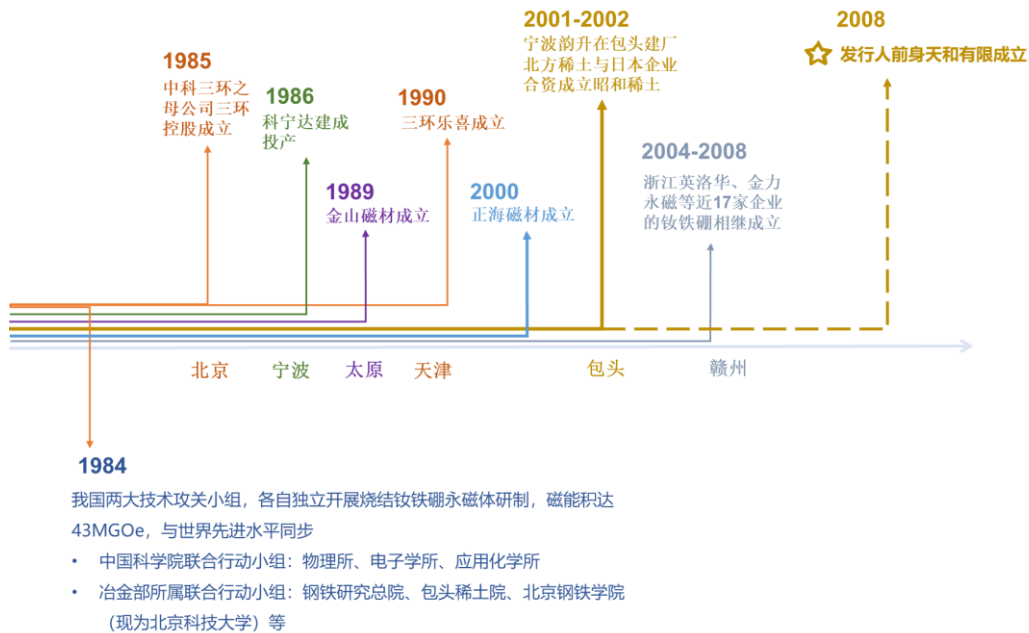 2001-2002
宁波韵升在包头建厂
北方稀土与日本企业
合资成立昭和稀土
2008
发行人前身天和有限成立
1985
中科三环之
母公司三环
控股成立
1986
科宁达建成
投产
1990
三环乐喜成立
2004-2008
浙江英洛华、金力
永磁等近17家企业
的钕铁硼相继成立
1989
金山磁材成立
2000
正海磁材成立
北京
宁波
太原
天津
包头
赣州
1984
我国两大技术攻关小组，各自独立开展烧结钕铁硼永磁体研制，磁能积达
43MGOe，与世界先进水平同步
• 中国科学院联合行动小组：物理所、电子学所、应用化学所
• 冶金部所属联合行动小组：钢铁研究总院、包头稀土院、北京钢铁学院
（现为北京科技大学）等